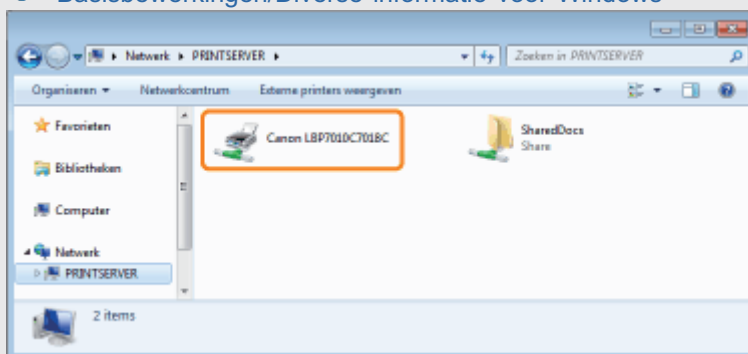 Basisbewerkingen/Diverse informatie voor Windows
Netwerk ▸ PRINTSERVER ▸
Zoeken in PRINTSERVER
Organiseren Netwerkcentrum Externe printers weergeven
Favorieten
Bibliotheken
Computer
Netwerk
PRINTSERVER
Canon LBP7010C7018C
SharedDocs
Share
2 items